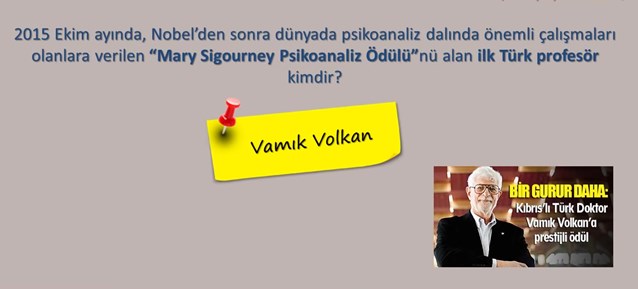 2015 Ekim ayında, Nobel’den sonra dünyada psikoanaliz dalında önemli çalışmaları
olanlara verilen “Mary Sigourney Psikoanaliz Ödülü”nü alan ilk Türk profesör
kimdir?
Vamık Volkan
BİR GURUR DAHA:
Kıbrıs’lı Türk Doktor
Vamık Volkan’a
prestijli ödül